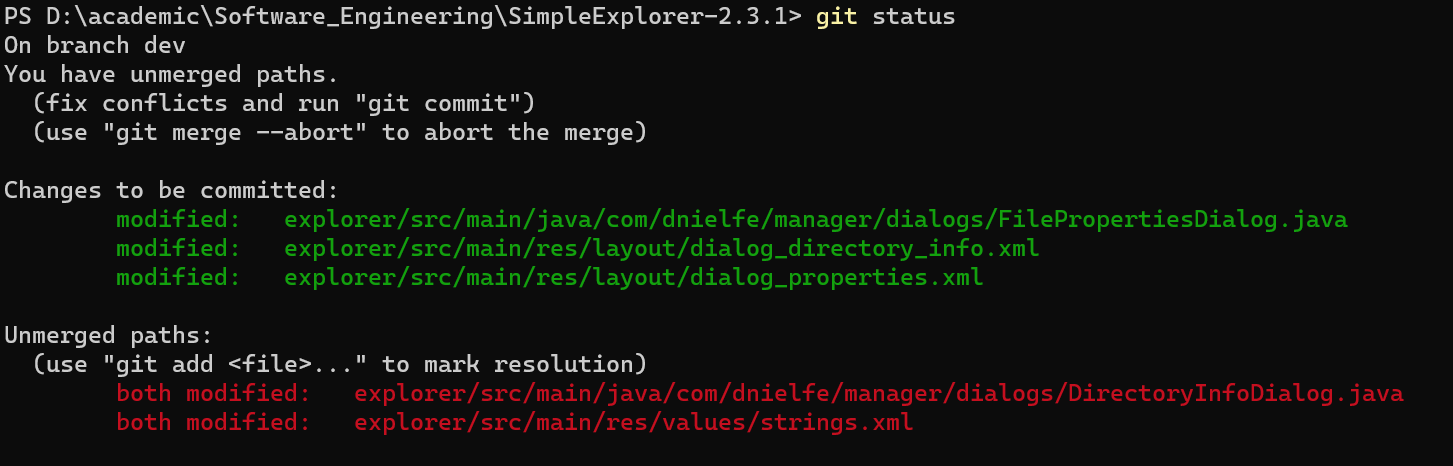 PS D:\academic\Software_Engineering\SimpleExplorer-2.3.1> git status
On branch dev
You have unmerged paths.
  (fix conflicts and run "git commit")
  (use "git merge --abort" to abort the merge)

Changes to be committed:
        modified:   explorer/src/main/java/com/dnielfe/manager/dialogs/FilePropertiesDialog.java
        modified:   explorer/src/main/res/layout/dialog_directory_info.xml
        modified:   explorer/src/main/res/layout/dialog_properties.xml

Unmerged paths:
  (use "git add <file>..." to mark resolution)
        both modified:   explorer/src/main/java/com/dnielfe/manager/dialogs/DirectoryInfoDialog.java
        both modified:   explorer/src/main/res/values/strings.xml